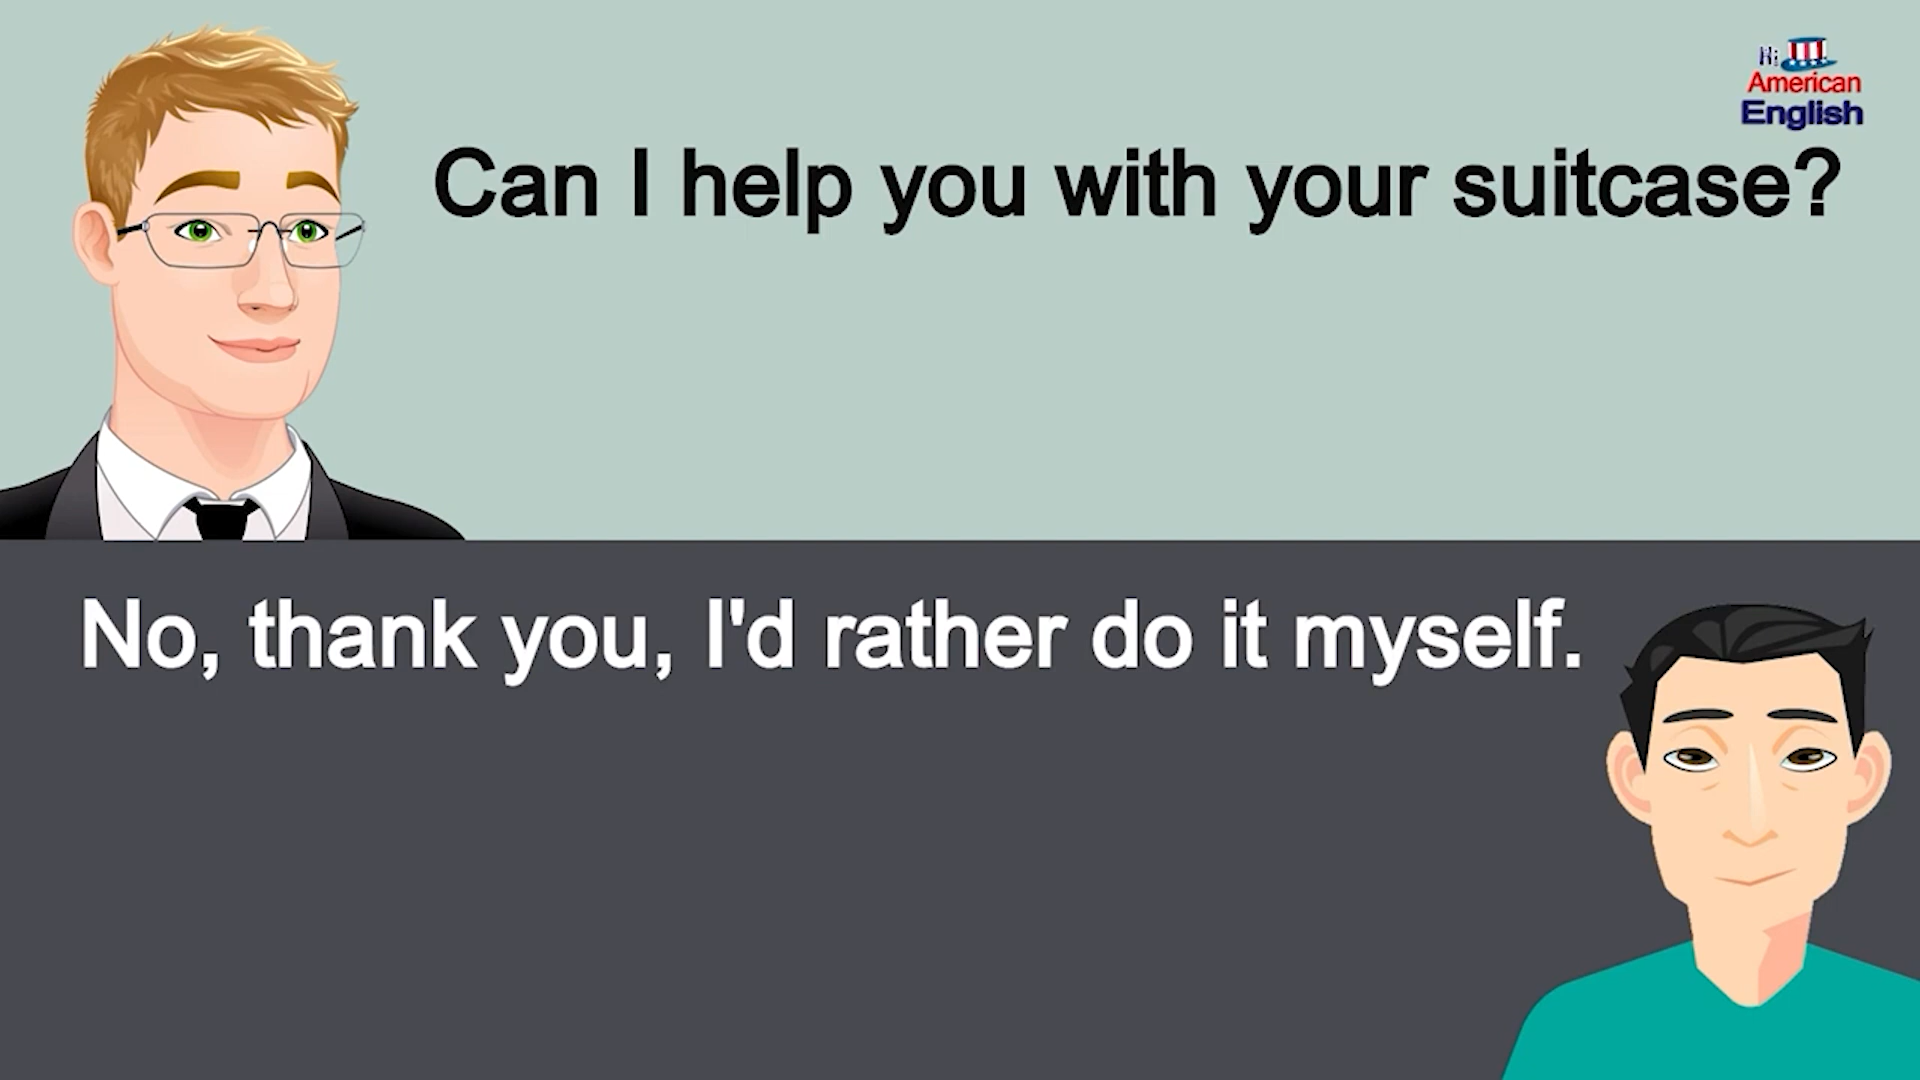 Hi
American
English
Can I help you with your suitcase?
No, thank you, I'd rather do it myself.